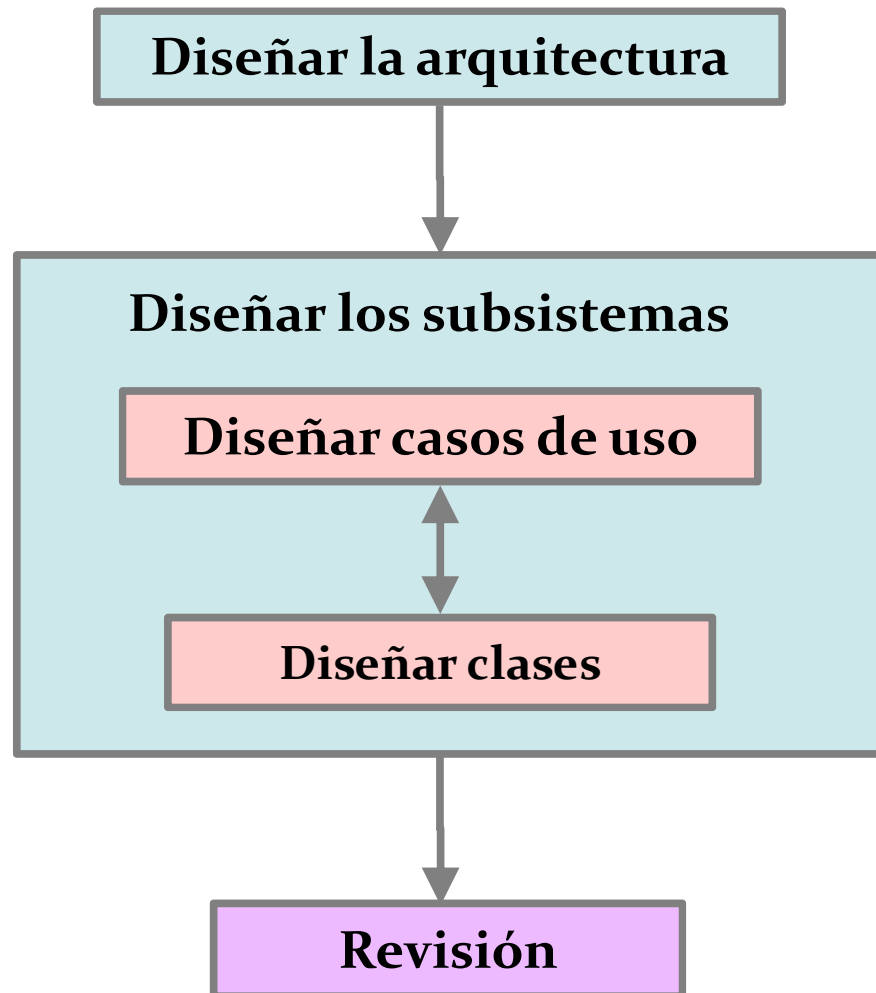 Diseñar la arquitectura
Diseñar los subsistemas
Diseñar casos de uso
Diseñar clases
Revisión